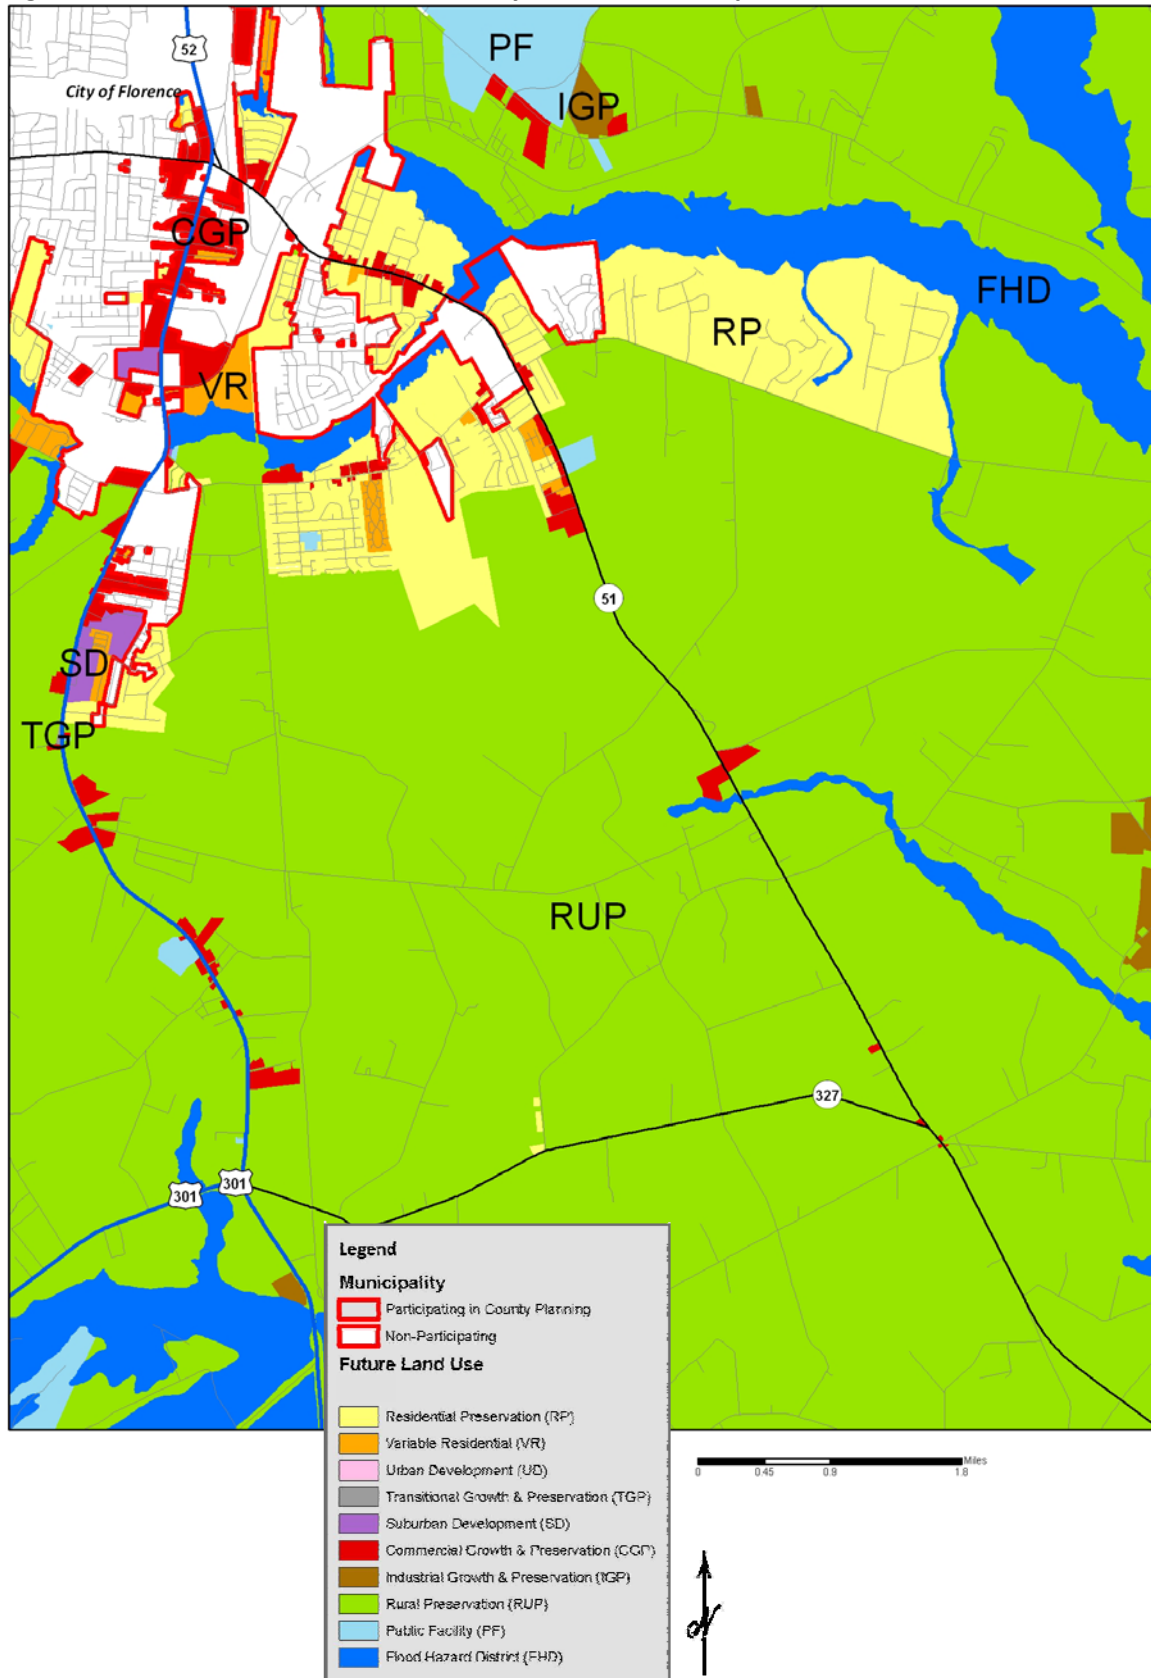 52
City of Florence
PF
IGP
CGP
FHD
RP
VR
51
SD
TGP
RUP
327
301
301
Legend
Municipality
Participating in County Planning
Non-Participating
Future Land Use
Residential Preservation (RP)
Variable Residential (VR)
Urban Development (UD)
Transitional Growth & Preservation (TGP)
Suburban Development (SD)
Commercial Growth & Preservation (CGP)
Industrial Growth & Preservation (IGP)
Rural Preservation (RUP)
Public Facility (PF)
Flood Hazard District (FHD)
Miles
0 0.45 0.9 1.8
N